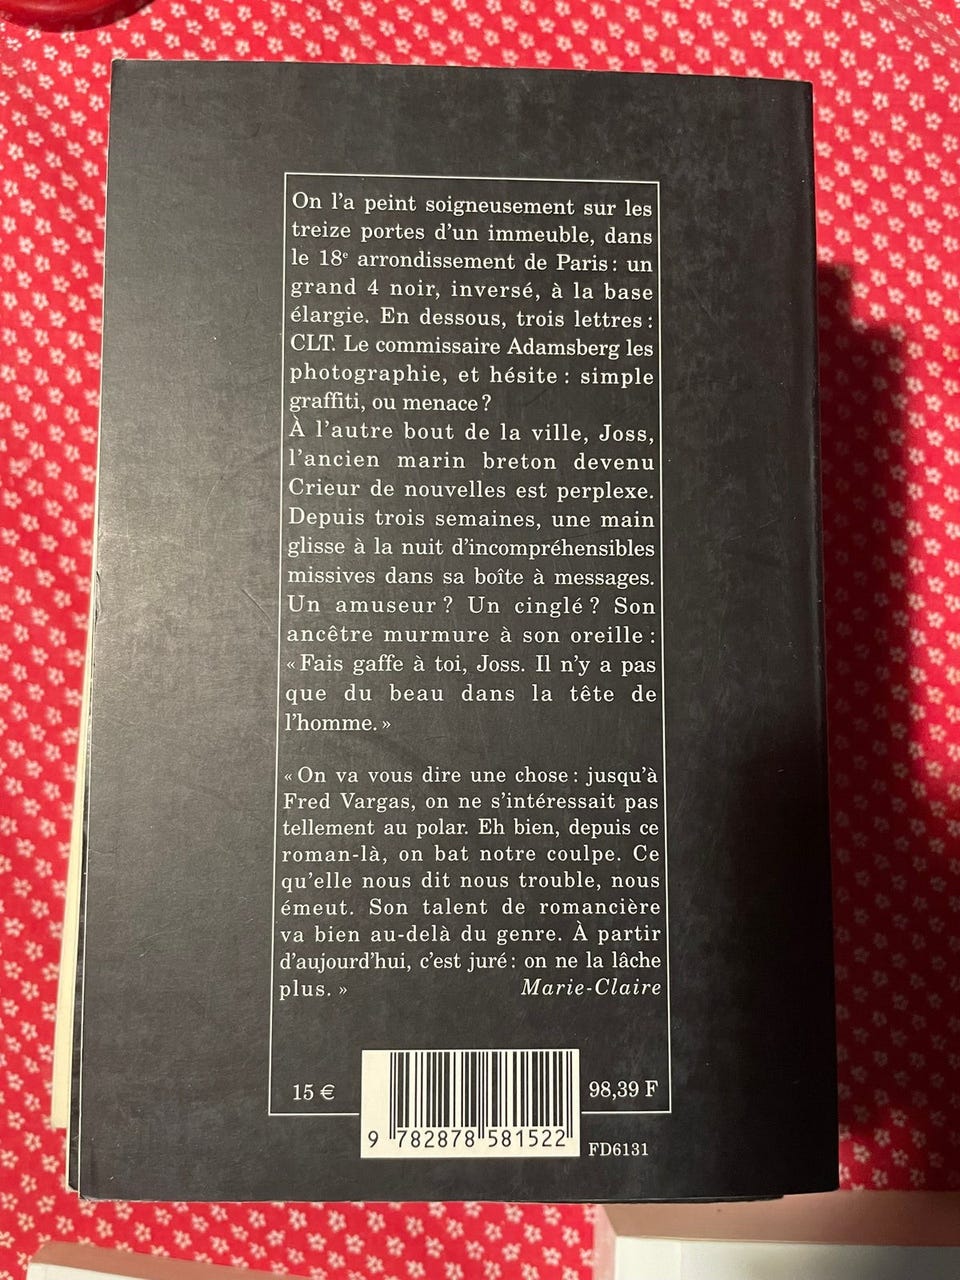 On l'a peint soigneusement sur les
treize portes d'un immeuble, dans
le 18e arrondissement de Paris : un
grand 4 noir, inversé, à la base
élargie. En dessous, trois lettres :
CLT. Le commissaire Adamsberg les
photographie, et hésite : simple
graffiti, ou menace ?
À l'autre bout de la ville, Joss,
l'ancien marin breton devenu
Crieur de nouvelles est perplexe.
Depuis trois semaines, une main
glisse à la nuit d'incompréhensibles
missives dans sa boîte à messages.
Un amuseur ? Un cinglé ? Son
ancêtre murmure à son oreille :
« Fais gaffe à toi, Joss. Il n'y a pas
que du beau dans la tête de
l'homme. »
« On va vous dire une chose : jusqu'à
Fred Vargas, on ne s'intéressait pas
tellement au polar. Eh bien, depuis ce
roman-là, on bat notre coulpe. Ce
qu'elle nous dit nous trouble, nous
émeut. Son talent de romancière
va bien au-delà du genre. À partir
d'aujourd'hui, c'est juré : on ne la lâche
plus. » Marie-Claire
15 € 98,39 F
9 782878 581522
FD6131